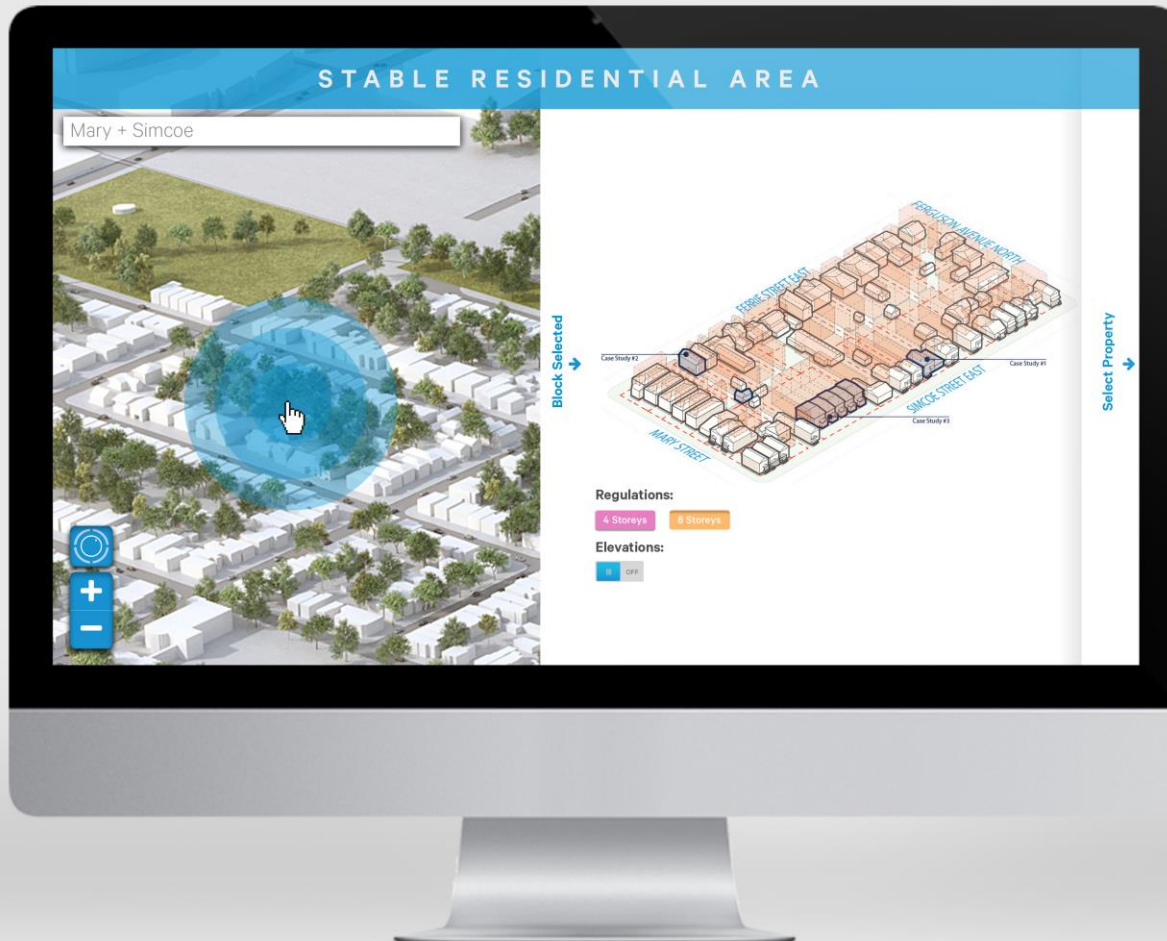 STABLE RESIDENTIAL AREA
Mary + Simcoe
Block Selected
FERGUSON AVENUE NORTH
FERRIE STREET EAST
Case Study #2
Case Study #1
SIMCOE STREET EAST
Case Study #3
MARY STREET
Select Property
Regulations:
4 Storeys
8 Storeys
Elevations:
OFF